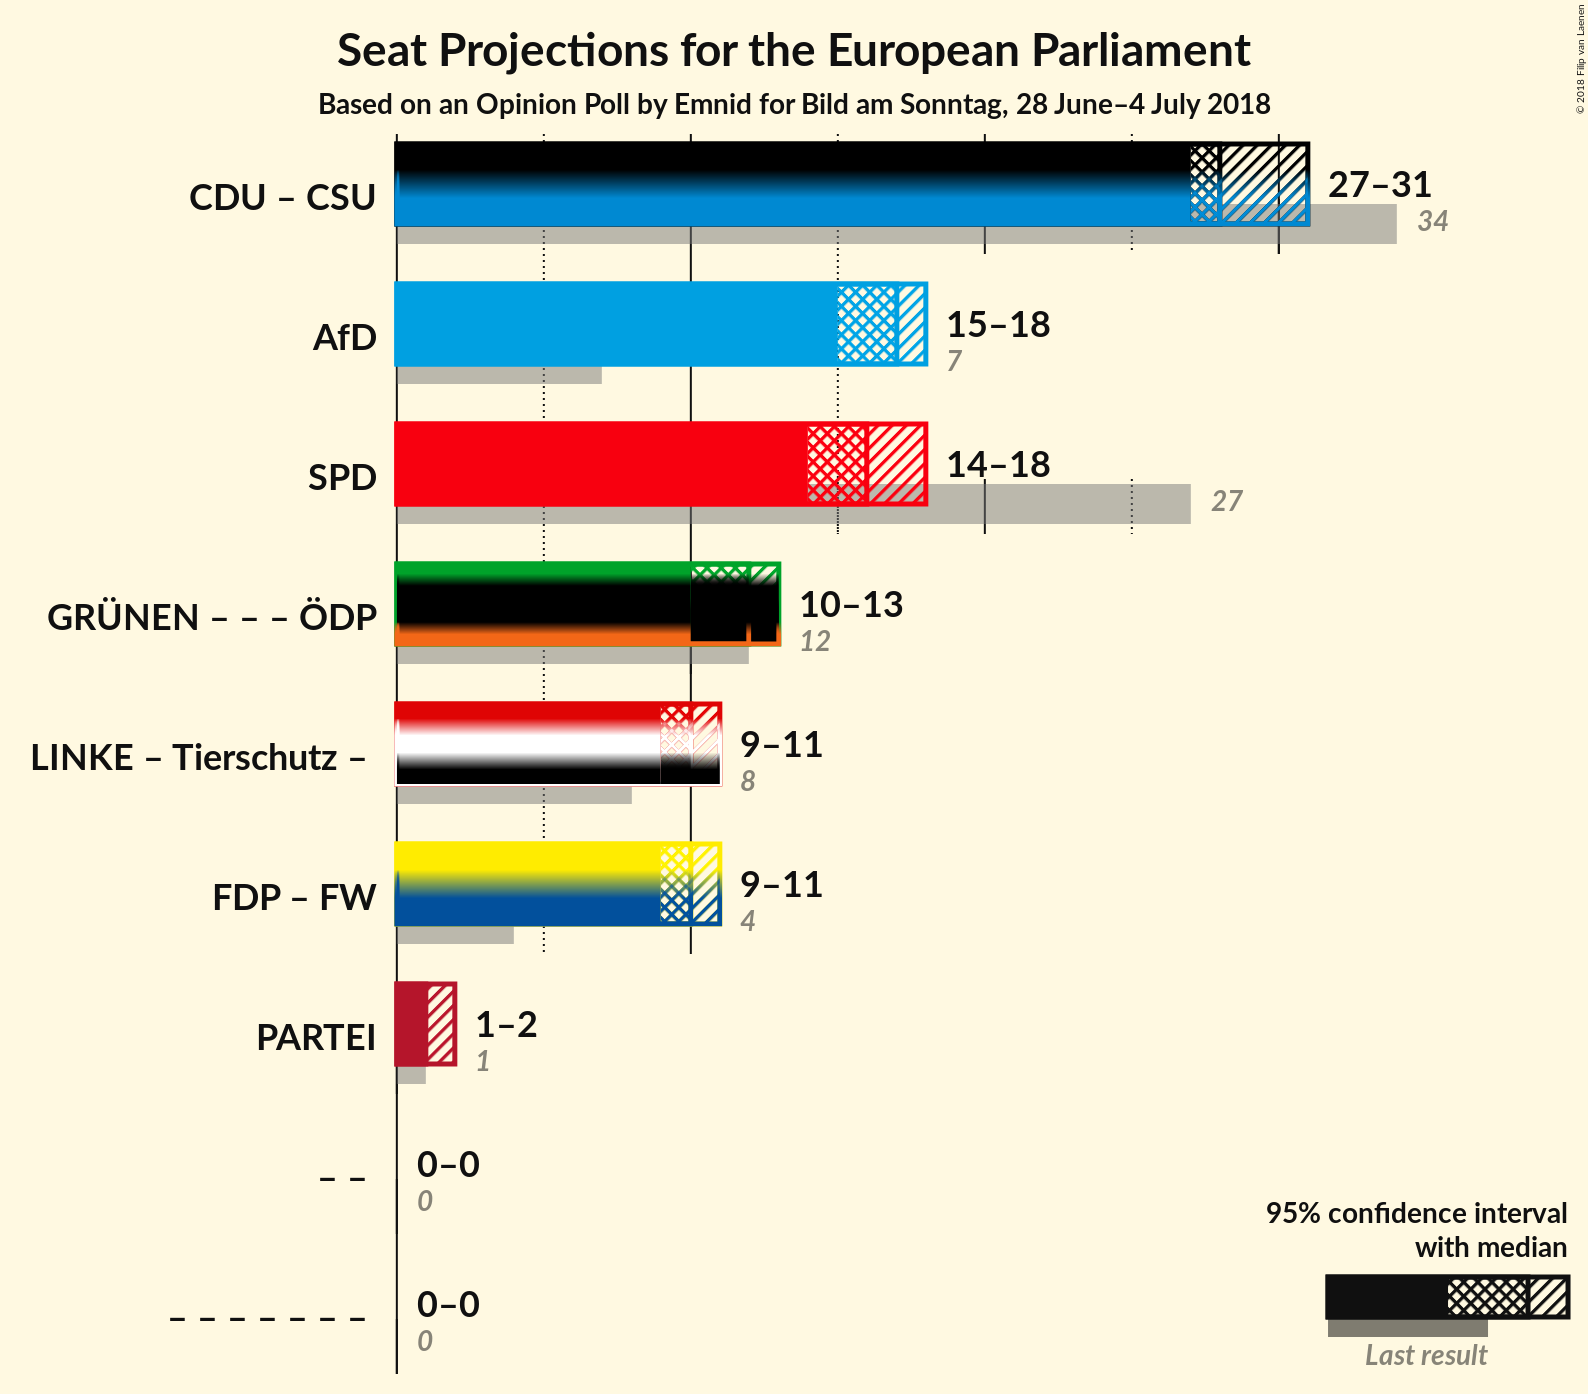 Seat Projections for the European Parliament
Based on an Opinion Poll by Emnid for Bild am Sonntag, 28 June–4 July 2018
© 2018 Filip van Laenen
CDU – CSU
27–31
34
AfD
15–18
7
SPD
14–18
27
GRÜNEN – – – ÖDP
10–13
12
LINKE – Tierschutz –
9–11
8
FDP – FW
9–11
4
PARTEI
1–2
1
– –
0–0
0
– – – – – – –
0–0
0
95% confidence interval
with median
Last result